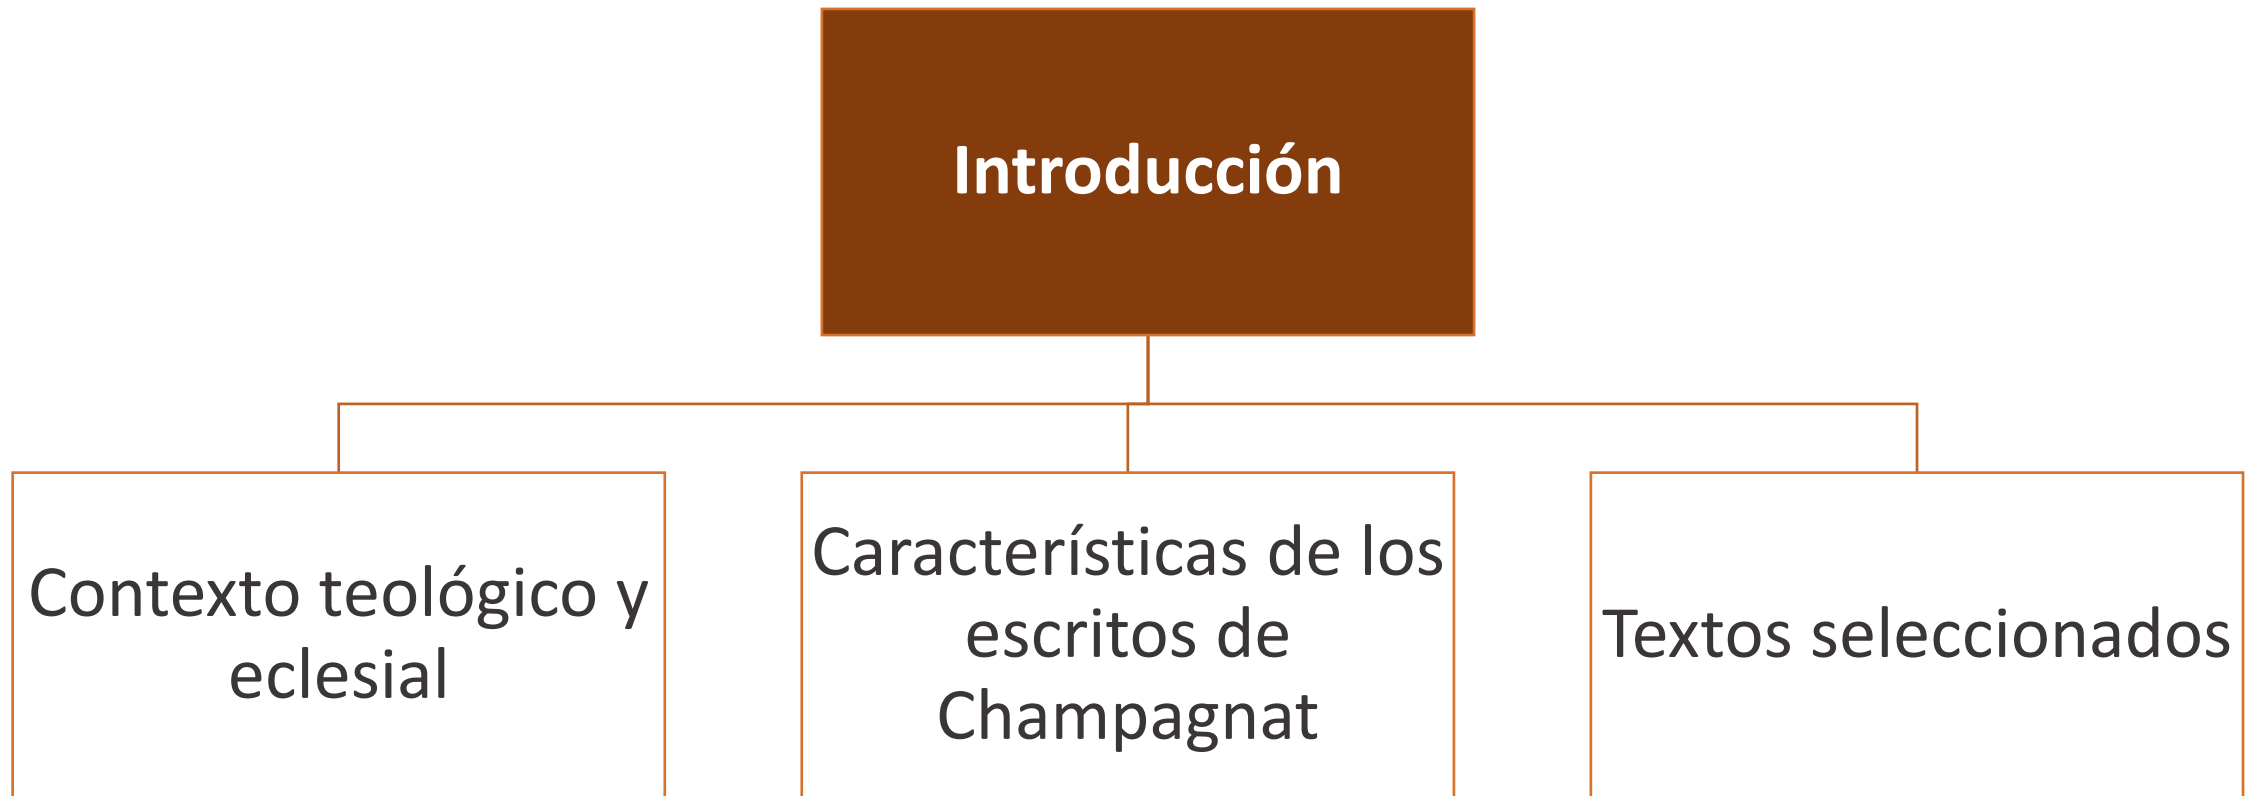 Introducción
Contexto teológico y
eclesial
Características de los
escritos de
Champagnat
Textos seleccionados